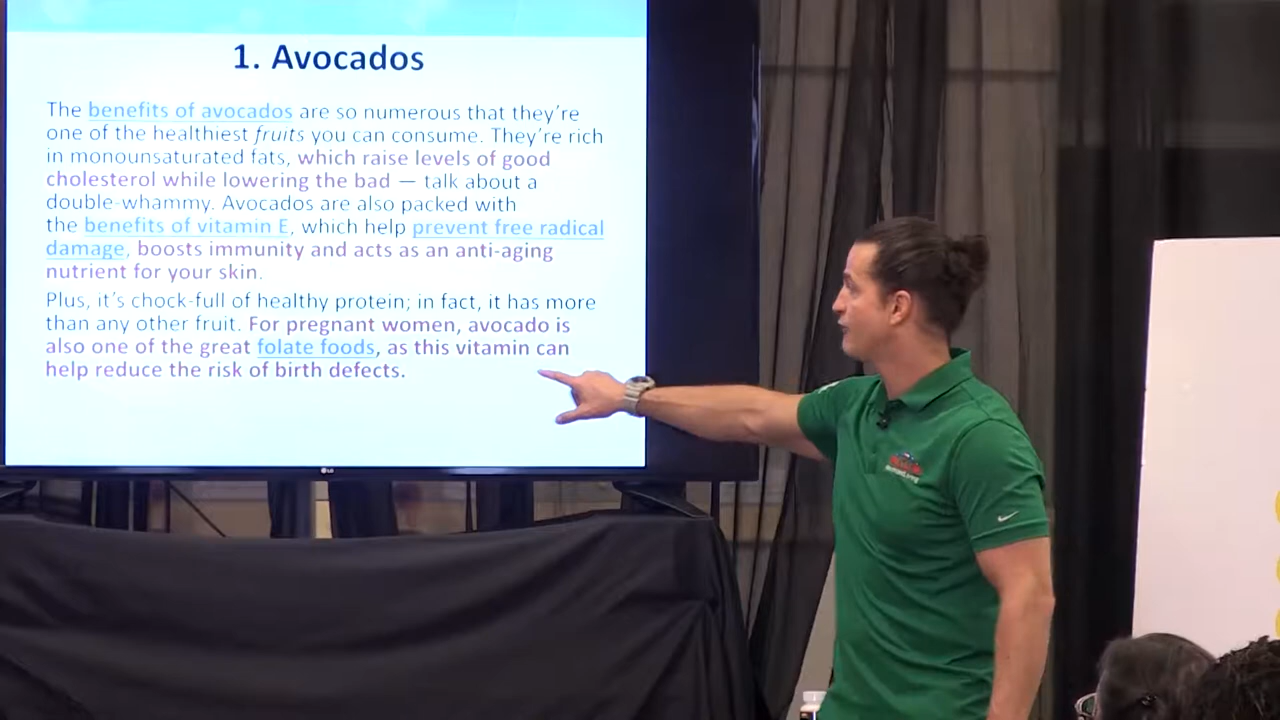 1. Avocados
The benefits of avocados are so numerous that they're
one of the healthiest fruits you can consume. They're rich
in monounsaturated fats, which raise levels of good
cholesterol while lowering the bad — talk about a
double-whammy. Avocados are also packed with
the benefits of vitamin E, which help prevent free radical
damage, boosts immunity and acts as an anti-aging
nutrient for your skin.
Plus, it's chock-full of healthy protein; in fact, it has more
than any other fruit. For pregnant women, avocado is
also one of the great folate foods, as this vitamin can
help reduce the risk of birth defects.
LG